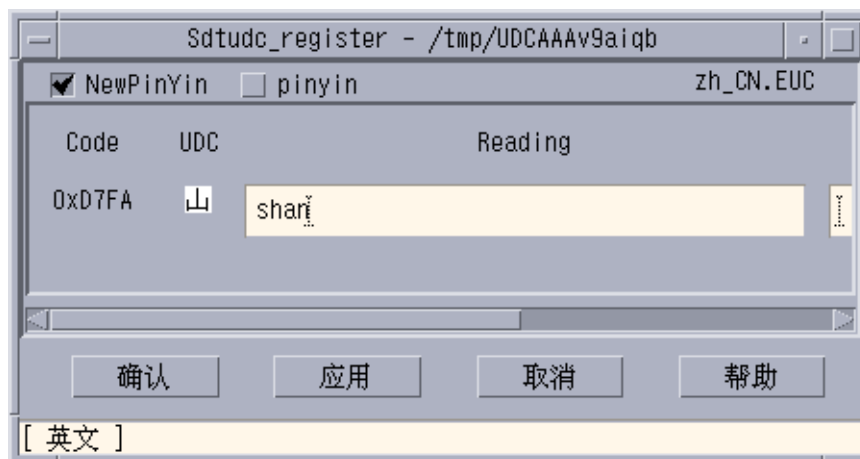 Sdtudc_register - /tmp/UDCAAAv9aiqb
NewPinYin pinyin zh_CN.EUC
Code UDC Reading
0xD7FA 山 shan
确认 应用 取消 帮助
[ 英文 ]